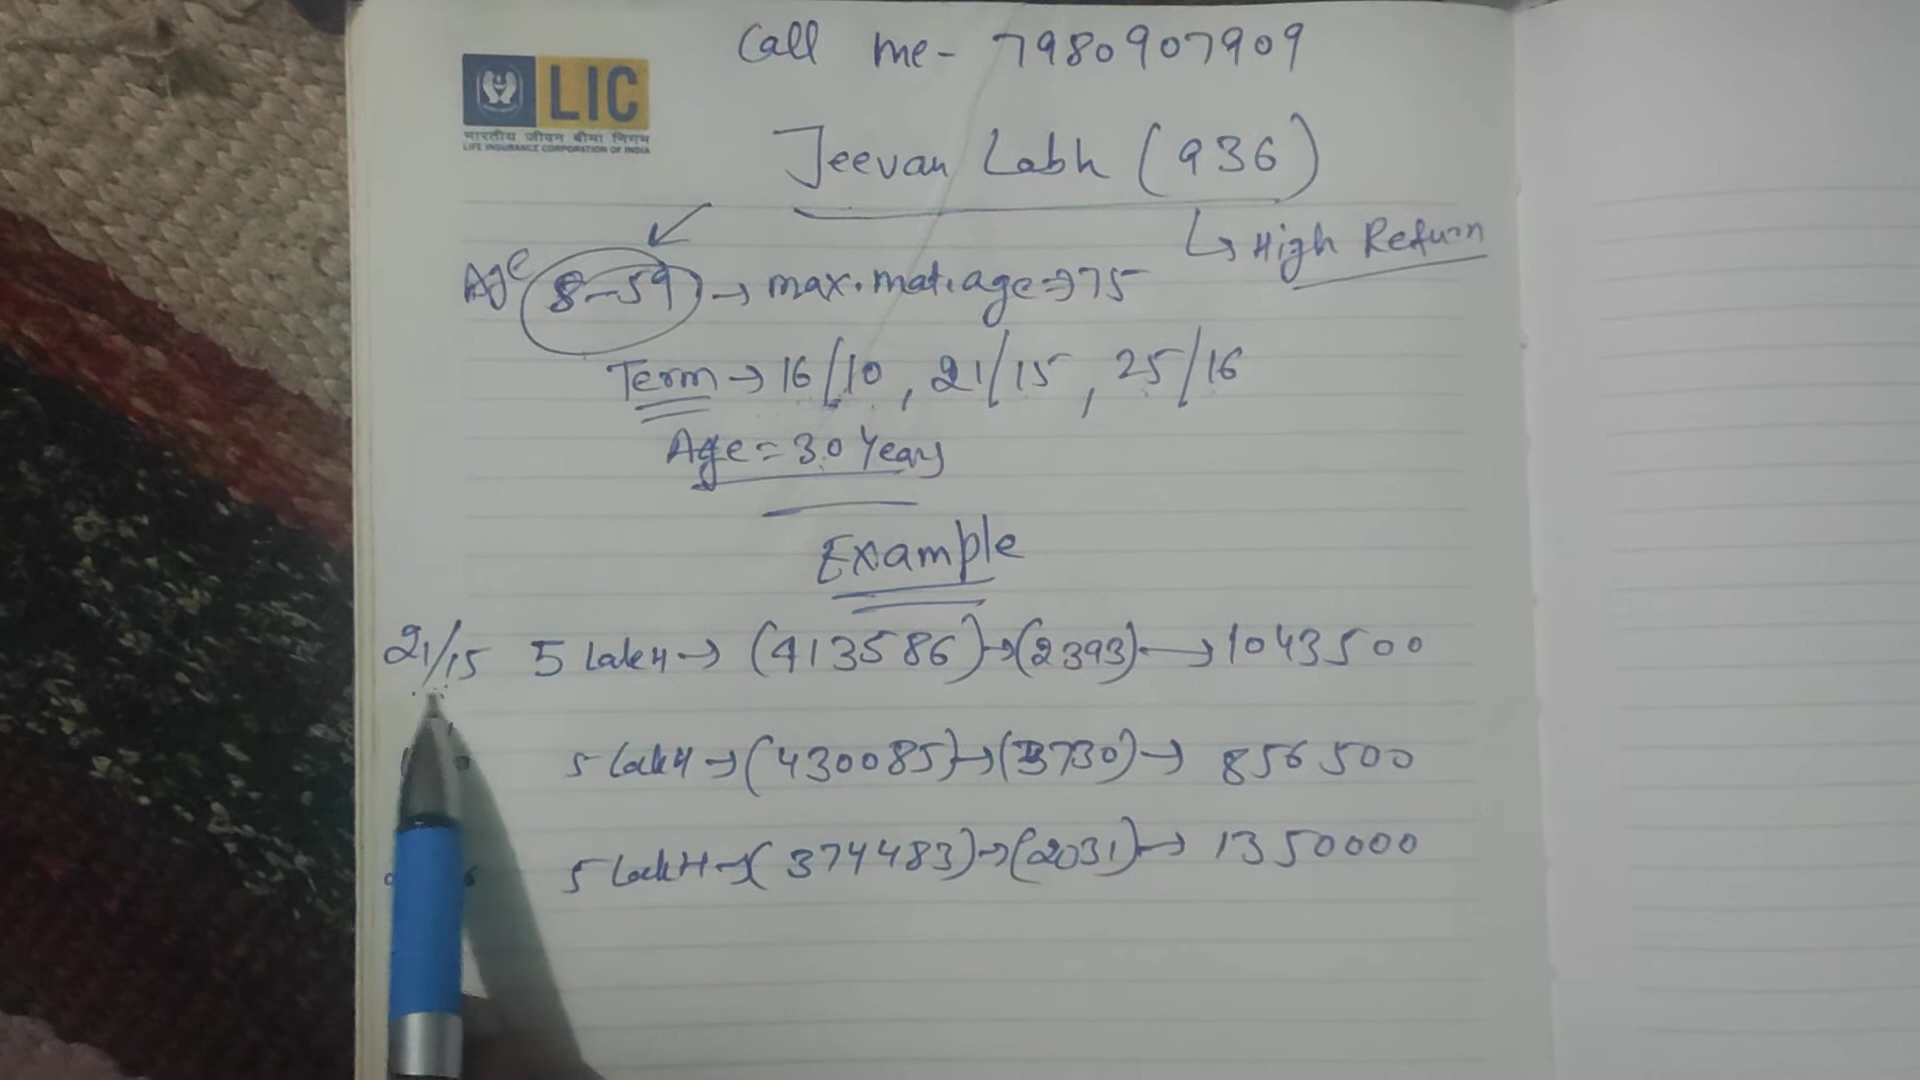 Call me- 7980907909
LIC
भारतीय जीवन बीमा निगम
LIFE INSURANCE CORPORATION OF INDIA
Jeevan Labh (936)
↳ High Return
Age 8-59 → max. mat. age ⇒ 75
Term → 16/10, 21/15, 25/16
Age = 30 Years
Example
21/15 5 lakh → (413586) → (2393) → 1043500
5 lakh → (430085) → (3730) → 856500
5 lakh → (374483) → (2031) → 1350000